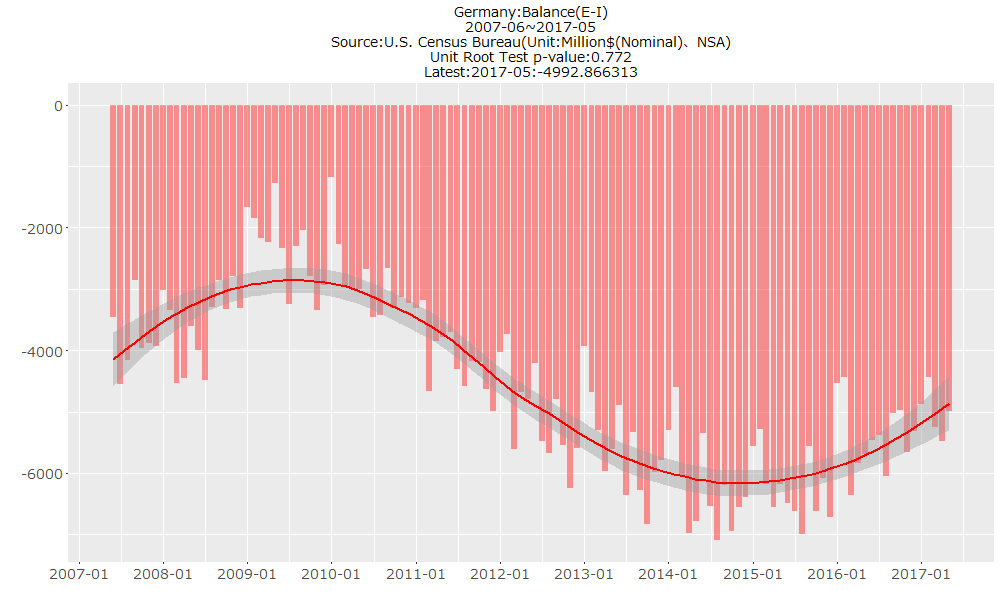 Germany:Balance(E-I)
2007-06~2017-05
Source:U.S. Census Bureau(Unit:Million$(Nominal)、NSA)
Unit Root Test p-value:0.772
Latest:2017-05:-4992.866313
0
-2000
-4000
-6000
2007-01 2008-01 2009-01 2010-01 2011-01 2012-01 2013-01 2014-01 2015-01 2016-01 2017-01